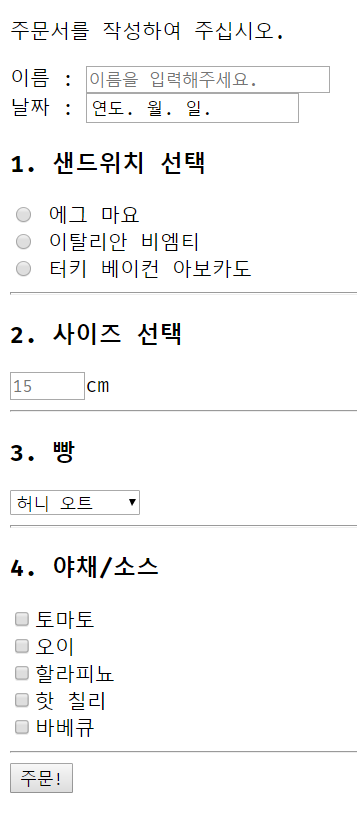 주문서를 작성하여 주십시오.
이름 : 이름을 입력해주세요.
날짜 : 연도. 월. 일.
1. 샌드위치 선택
에그 마요
이탈리안 비엠티
터키 베이컨 아보카도
2. 사이즈 선택
15 cm
3. 빵
허니 오트
4. 야채/소스
토마토
오이
할라피뇨
핫 칠리
바베큐
주문!